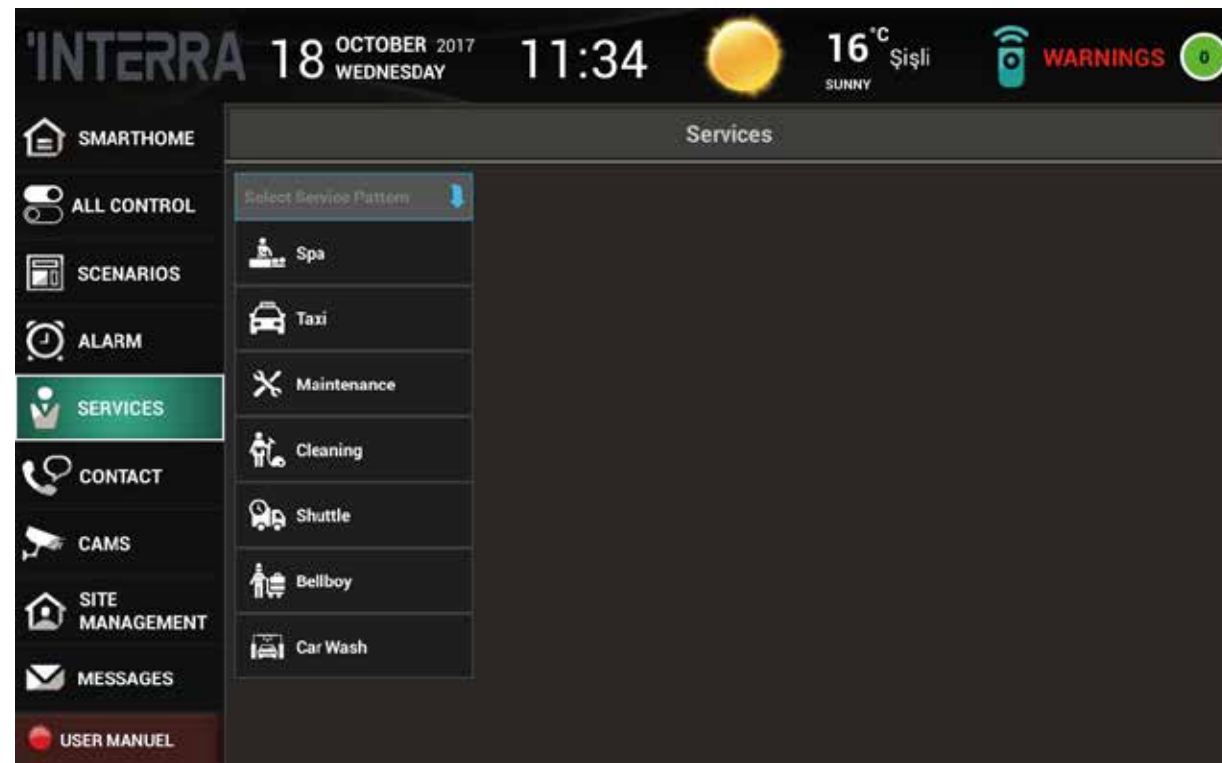 INTERRA
18 OCTOBER 2017
WEDNESDAY
11:34
16°C Şişli
SUNNY
WARNINGS 0
SMARTHOME
ALL CONTROL
SCENARIOS
ALARM
SERVICES
CONTACT
CAMS
SITE
MANAGEMENT
MESSAGES
USER MANUEL
Services
Select Service Pattern
Spa
Taxi
Maintenance
Cleaning
Shuttle
Bellboy
Car Wash